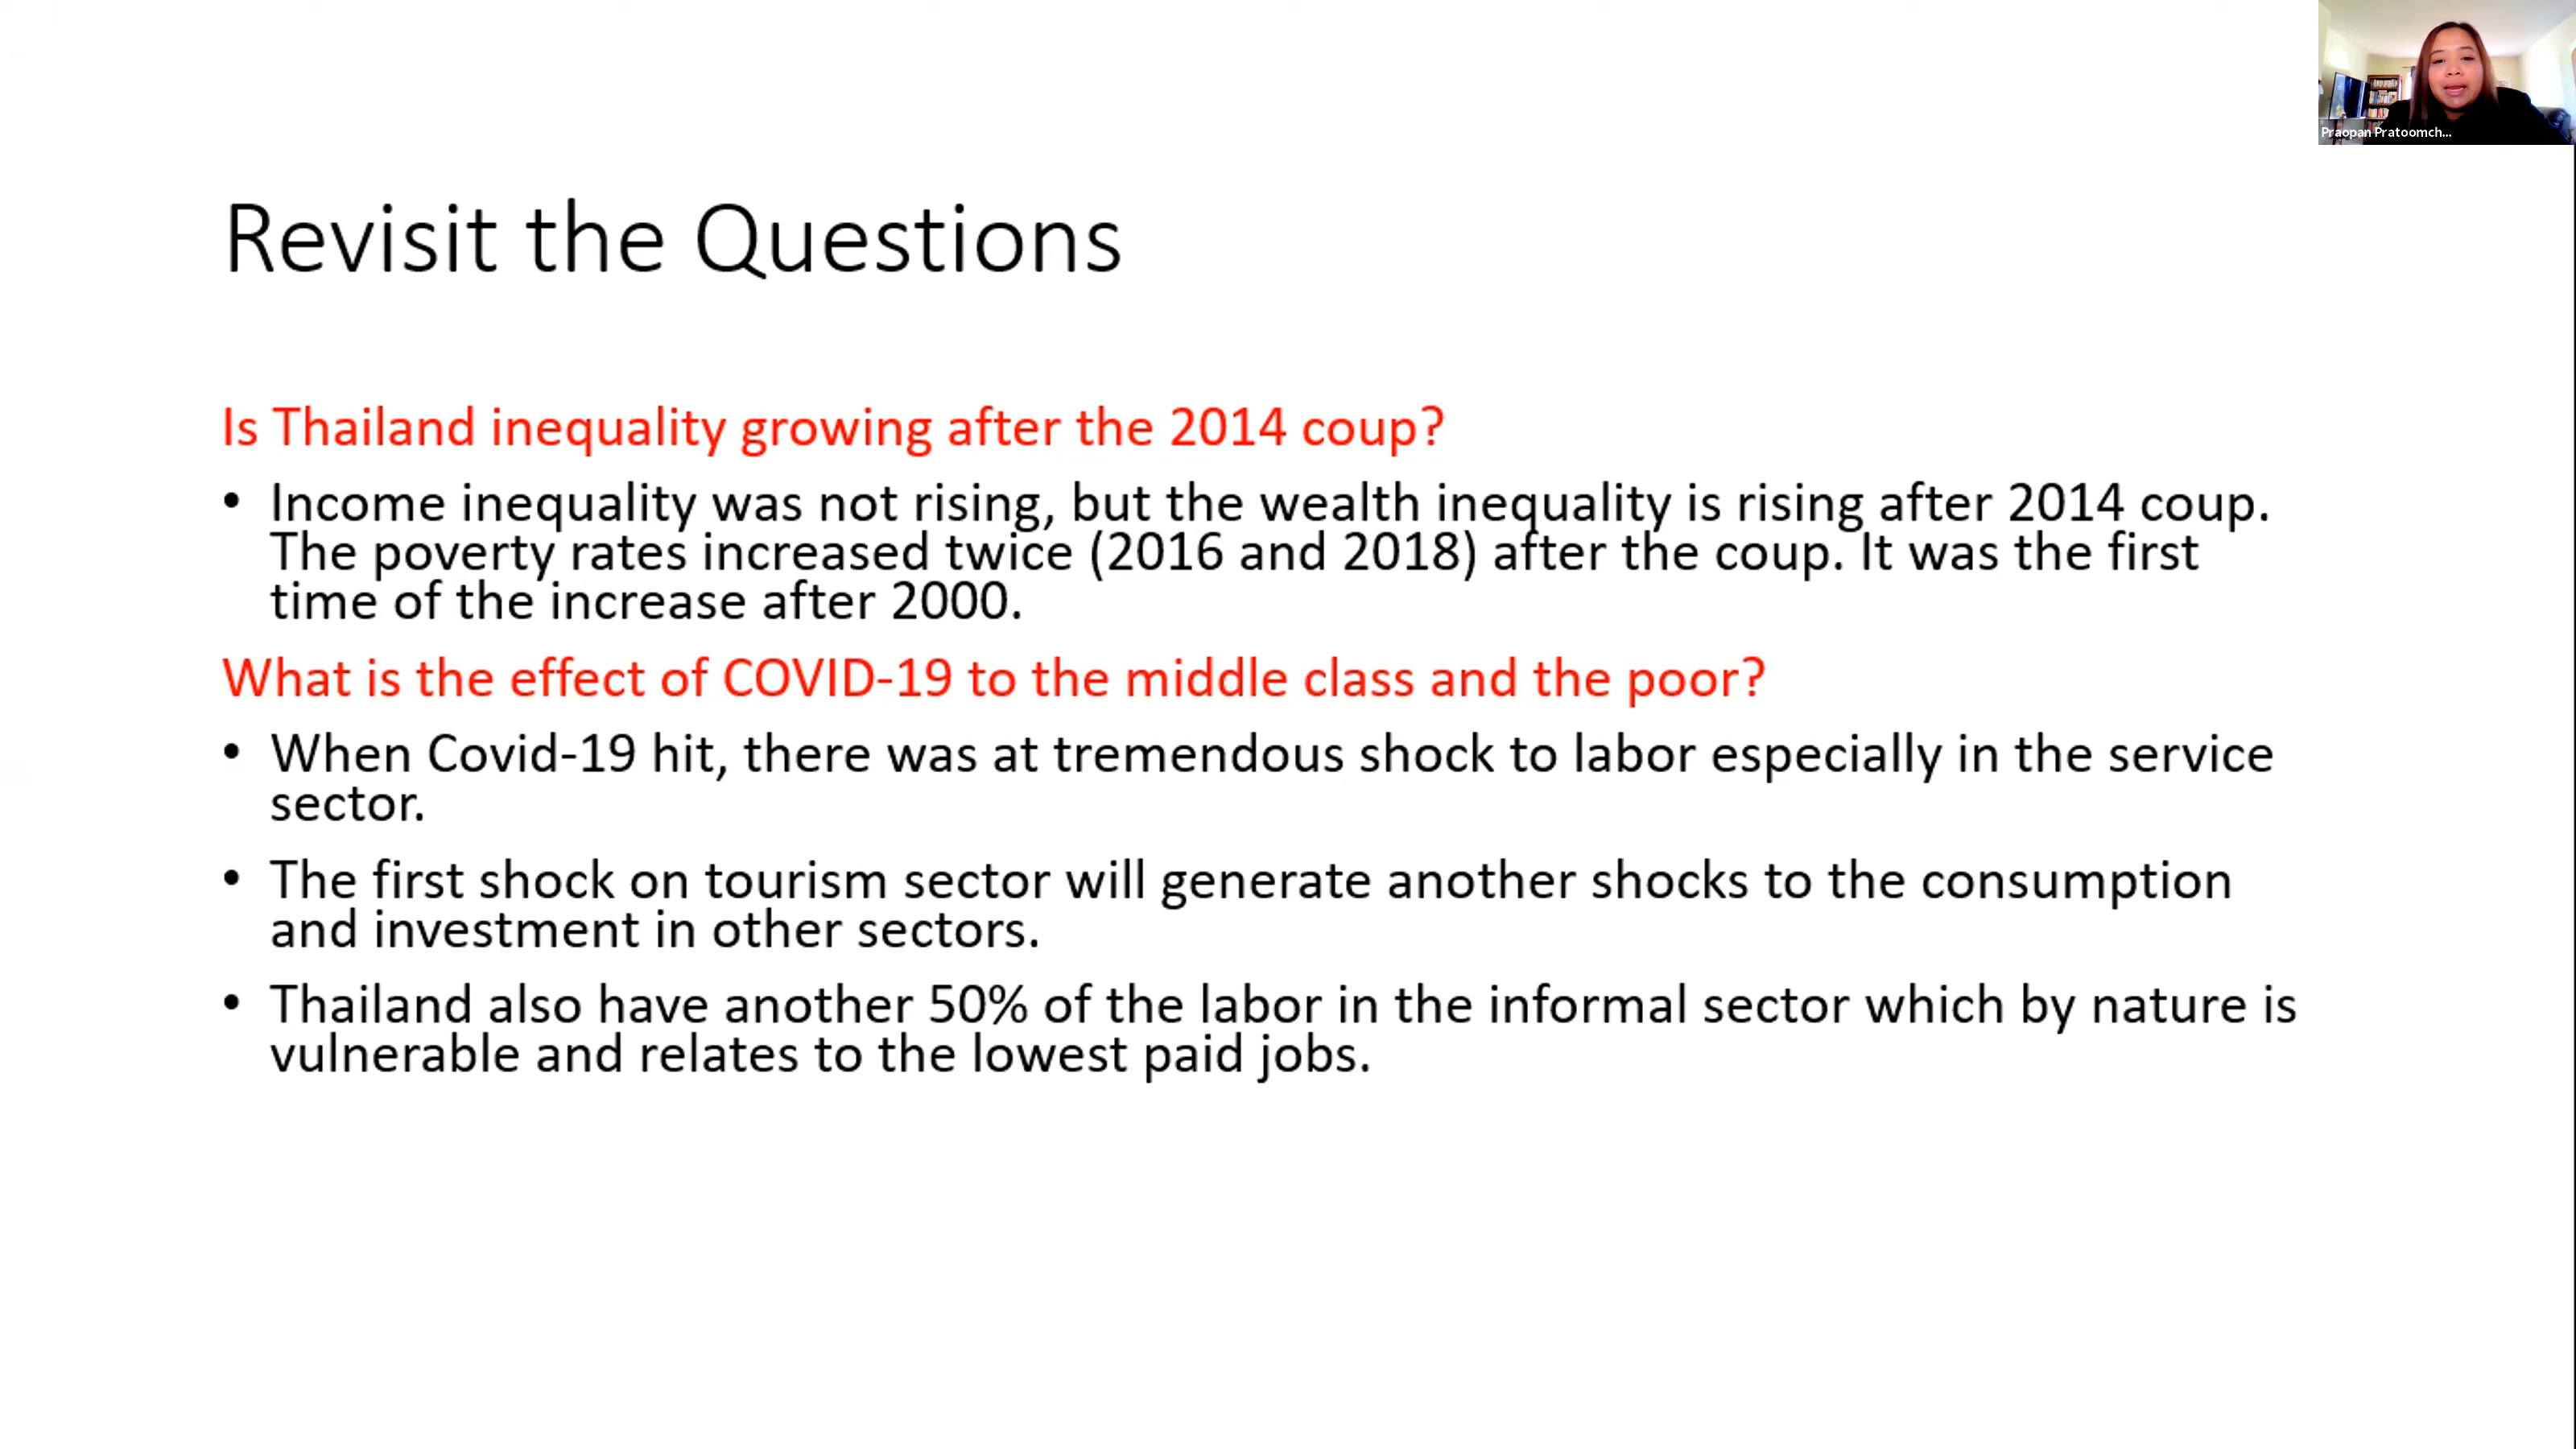 Praopan Pratoomch...
Revisit the Questions
Is Thailand inequality growing after the 2014 coup?
• Income inequality was not rising, but the wealth inequality is rising after 2014 coup.
The poverty rates increased twice (2016 and 2018) after the coup. It was the first
time of the increase after 2000.
What is the effect of COVID-19 to the middle class and the poor?
• When Covid-19 hit, there was at tremendous shock to labor especially in the service
sector.
• The first shock on tourism sector will generate another shocks to the consumption
and investment in other sectors.
• Thailand also have another 50% of the labor in the informal sector which by nature is
vulnerable and relates to the lowest paid jobs.